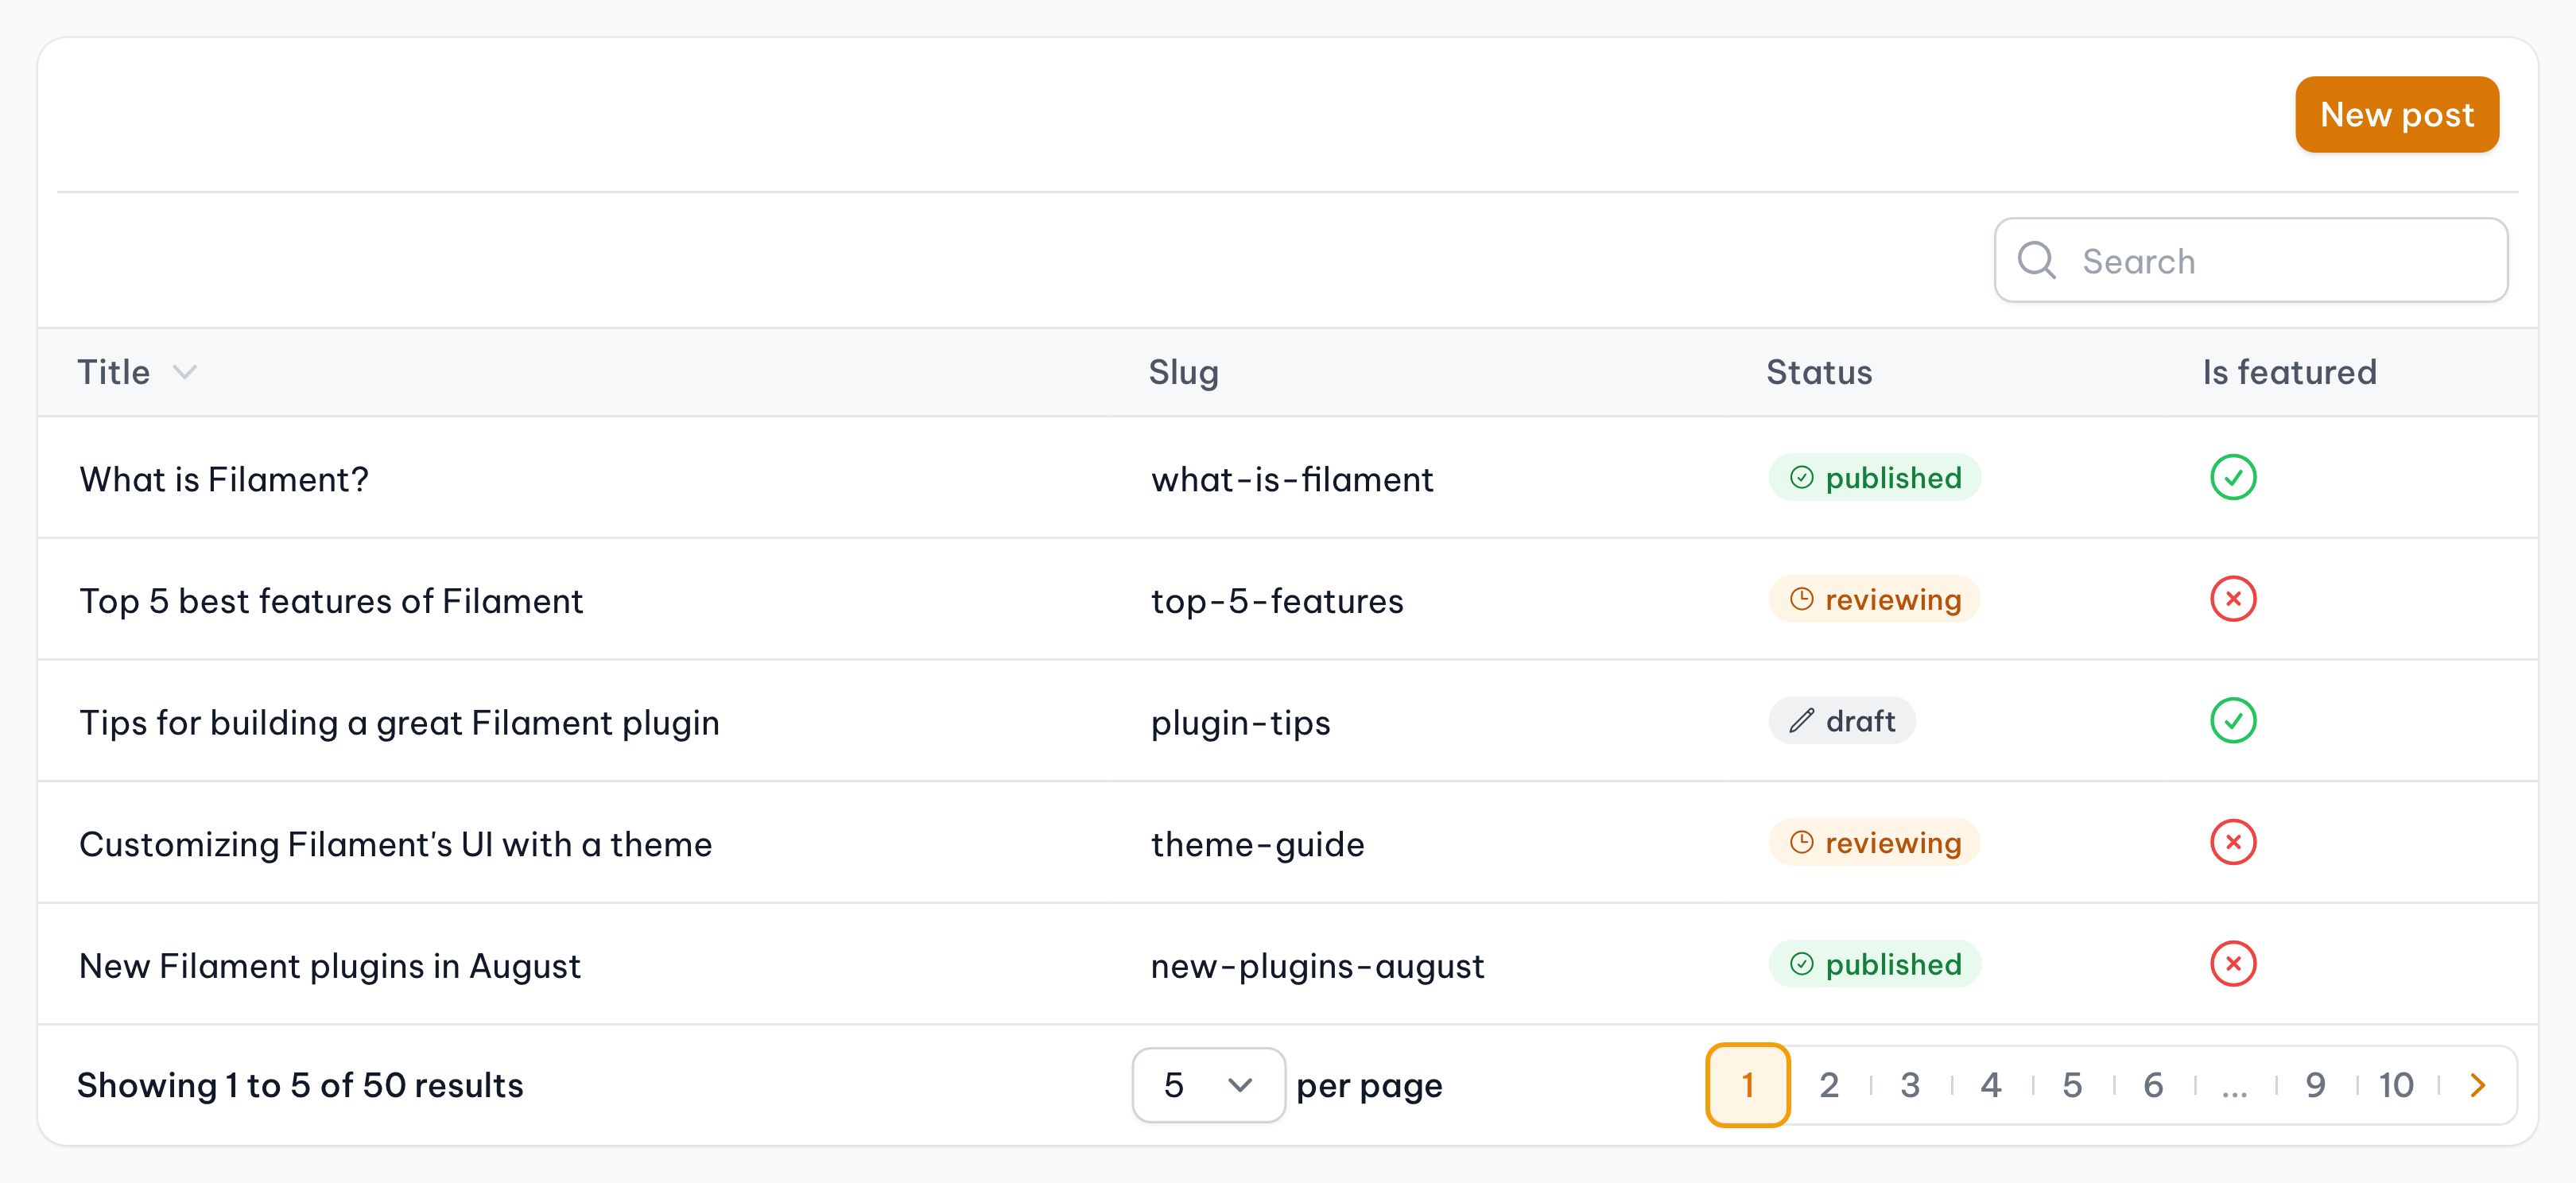 New post
Search
Title Slug Status Is featured
What is Filament? what-is-filament published
Top 5 best features of Filament top-5-features reviewing
Tips for building a great Filament plugin plugin-tips draft
Customizing Filament's UI with a theme theme-guide reviewing
New Filament plugins in August new-plugins-august published
Showing 1 to 5 of 50 results 5 per page 1 2 3 4 5 6 ... 9 10